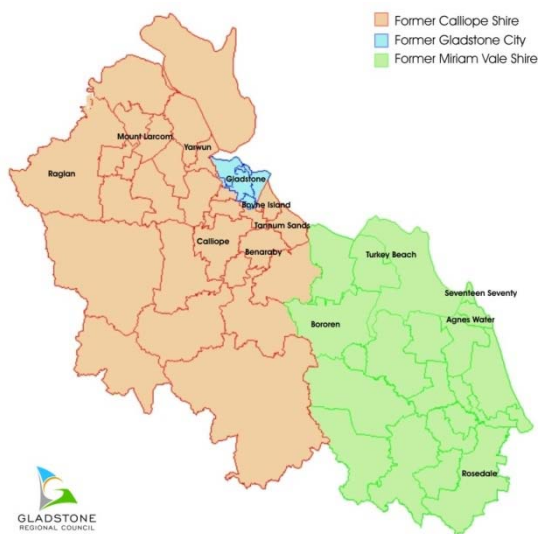 Former Calliope Shire
Former Gladstone City
Former Miriam Vale Shire
Mount Larcom
Yarwun
Raglan
Gladstone
Boyne Island
Tannum Sands
Calliope
Benaraby
Turkey Beach
Seventeen Seventy
Agnes Water
Bororen
Rosedale
GLADSTONE
REGIONAL COUNCIL